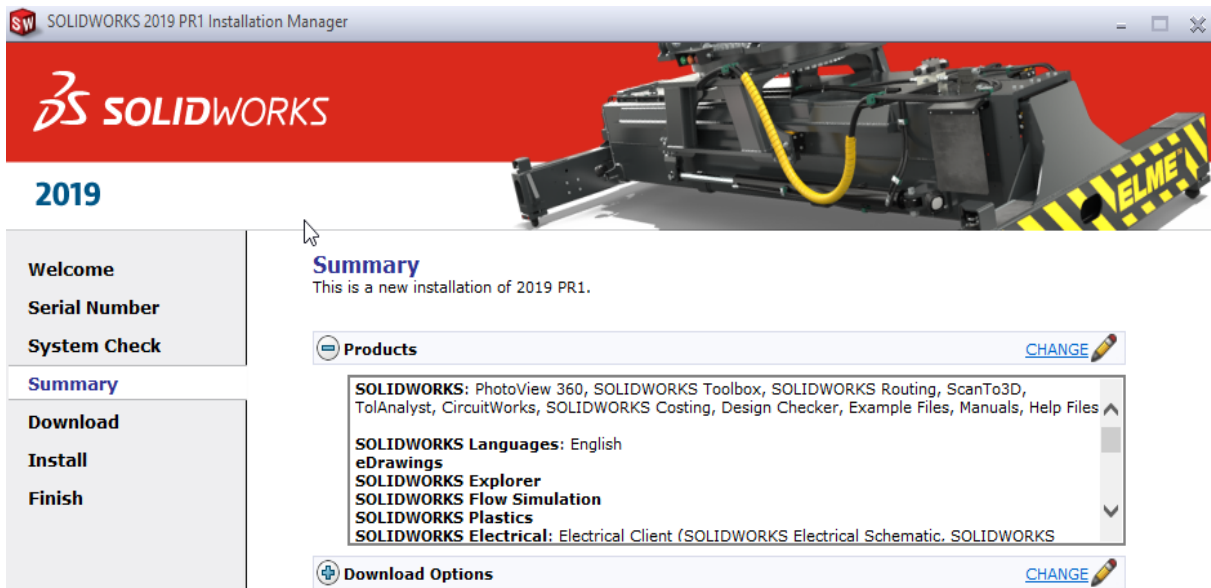 SOLIDWORKS 2019 PR1 Installation Manager
SOLIDWORKS
2019
ELME
Welcome
Serial Number
System Check
Summary
Download
Install
Finish
Summary
This is a new installation of 2019 PR1.
Products
CHANGE
SOLIDWORKS: PhotoView 360, SOLIDWORKS Toolbox, SOLIDWORKS Routing, ScanTo3D,
TolAnalyst, CircuitWorks, SOLIDWORKS Costing, Design Checker, Example Files, Manuals, Help Files
SOLIDWORKS Languages: English
eDrawings
SOLIDWORKS Explorer
SOLIDWORKS Flow Simulation
SOLIDWORKS Plastics
SOLIDWORKS Electrical: Electrical Client (SOLIDWORKS Electrical Schematic, SOLIDWORKS
Download Options
CHANGE